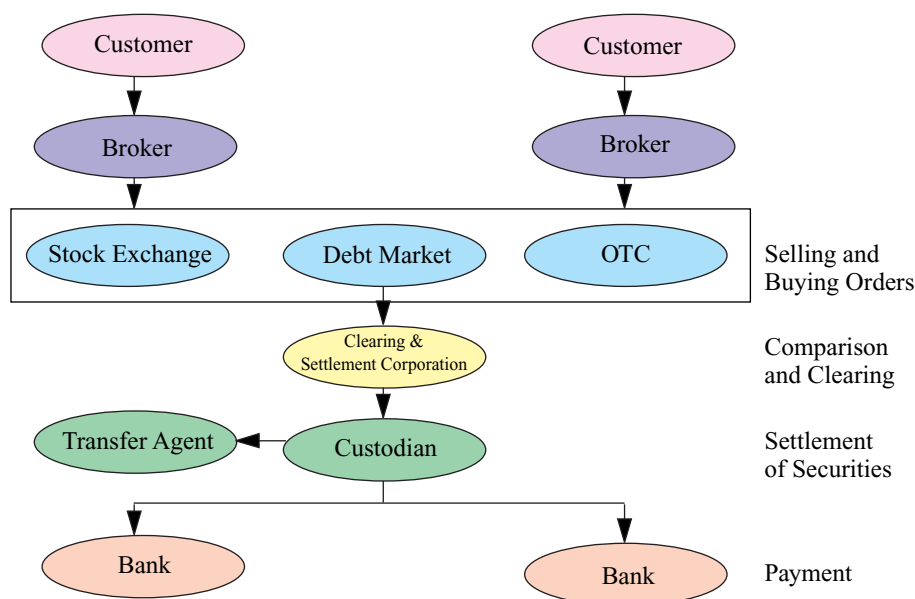 Customer
Customer
Broker
Broker
Stock Exchange
Debt Market
OTC
Selling and
Buying Orders
Clearing &
Settlement Corporation
Comparison
and Clearing
Transfer Agent
Custodian
Settlement
of Securities
Bank
Bank
Payment